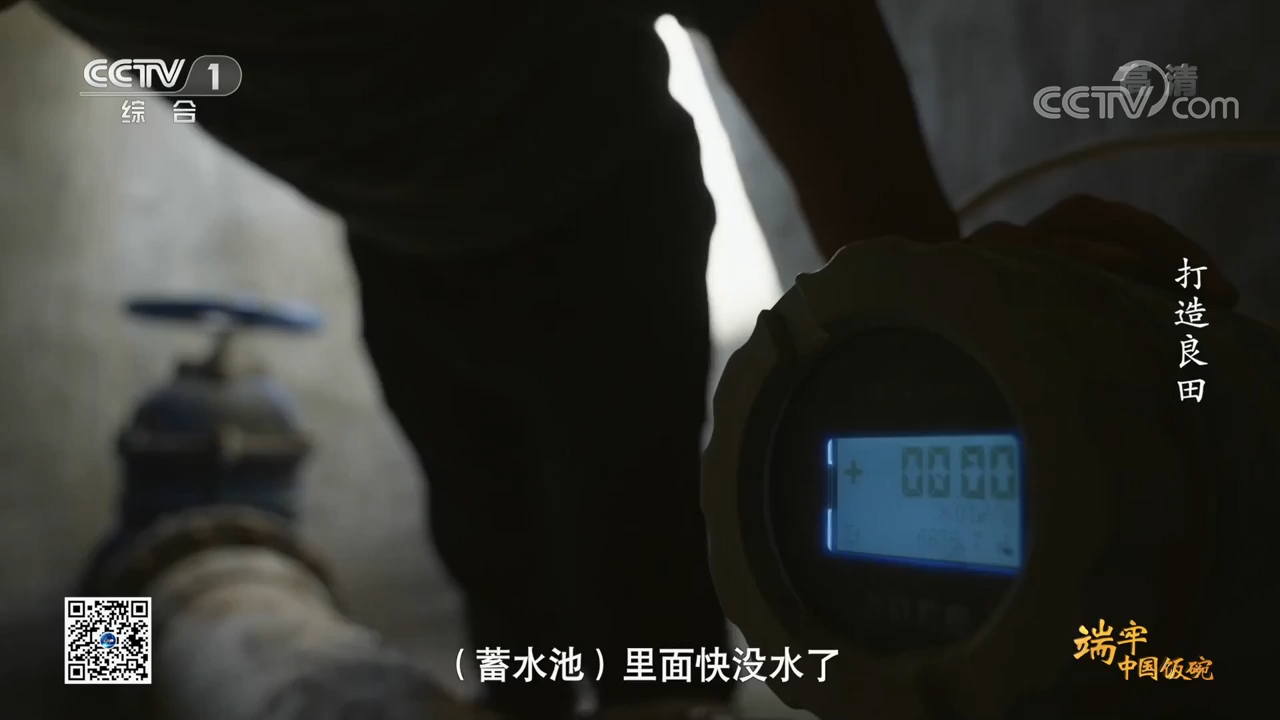 CCTV 1
综合
高清
CCTV.com
打造良田
+ 00.00
（蓄水池）里面快没水了
端牢
中国饭碗